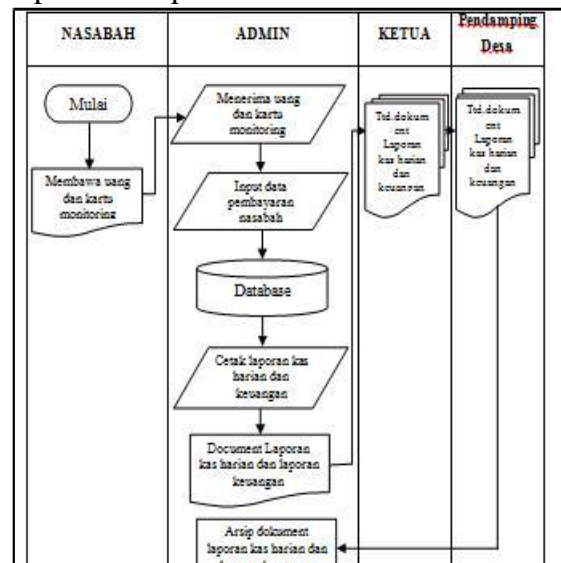 NASABAH
ADMIN
KETUA
Pendamping
Desa
Mulai
Membawa uang
dan kartu
monitoring
Menerima uang
dan kartu
monitoring
Input data
pembayaran
nasabah
Database
Cetak laporan kas
harian dan
keuangan
Document Laporan
kas harian dan laporan
keuangan
Ttd.dokum
ent
Laporan
kas harian
dan
keuangan
Ttd.dokum
ent
Laporan
kas harian
dan
keuangan
Arsip dokument
laporan kas harian dan